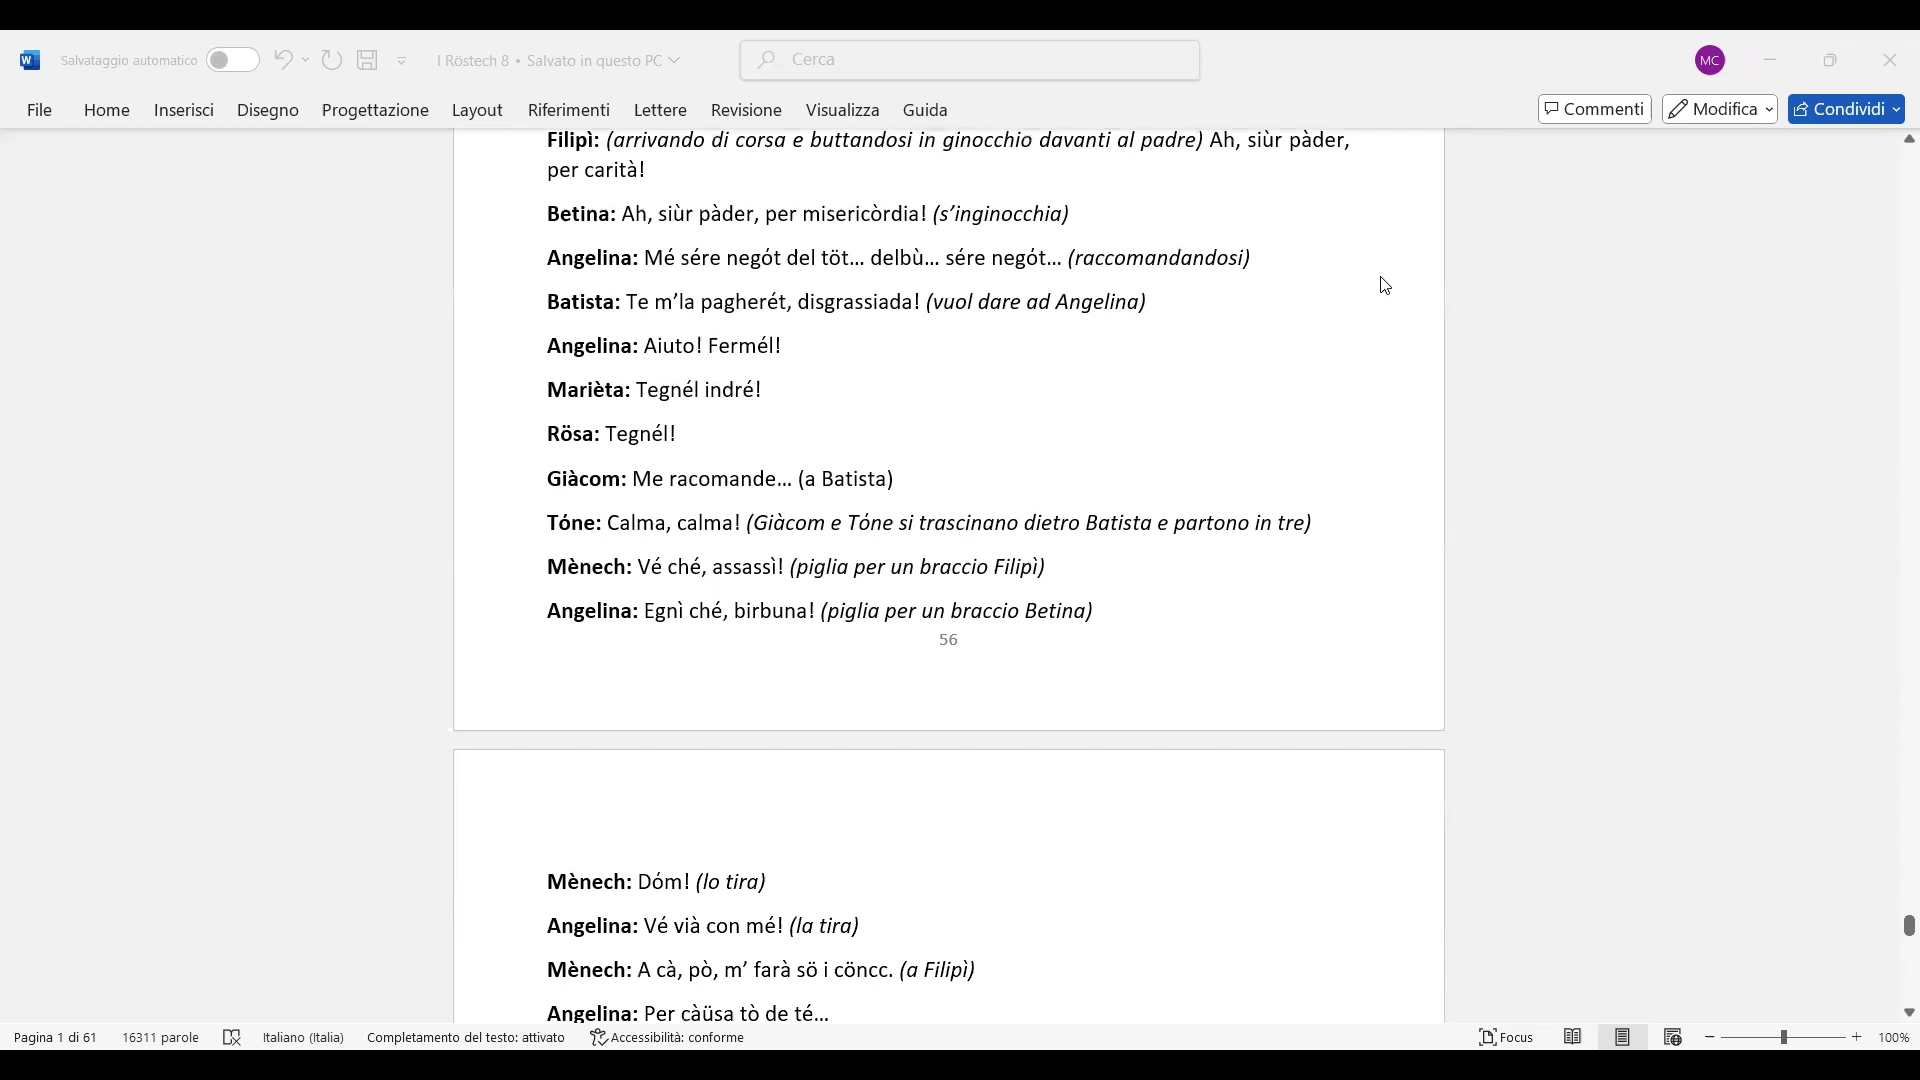 Salvataggio automatico
I Röstech 8 • Salvato in questo PC
Cerca
MC
File Home Inserisci Disegno Progettazione Layout Riferimenti Lettere Revisione Visualizza Guida
Commenti Modifica Condividi
Filipì: (arrivando di corsa e buttandosi in ginocchio davanti al padre) Ah, siùr pàder,
per carità!
Betina: Ah, siùr pàder, per misericòrdia! (s’inginocchia)
Angelina: Mé sére negót del töt… delbù… sére negót… (raccomandandosi)
Batista: Te m’la pagherét, disgrassiada! (vuol dare ad Angelina)
Angelina: Aiuto! Fermél!
Marièta: Tegnél indré!
Rösa: Tegnél!
Giàcom: Me racomande… (a Batista)
Tóne: Calma, calma! (Giàcom e Tóne si trascinano dietro Batista e partono in tre)
Mènech: Vé ché, assassì! (piglia per un braccio Filipì)
Angelina: Egnì ché, birbuna! (piglia per un braccio Betina)
56
Mènech: Dóm! (lo tira)
Angelina: Vé vià con mé! (la tira)
Mènech: A cà, pò, m’ farà sö i cöncc. (a Filipì)
Angelina: Per càüsa tò de té…
Pagina 1 di 61 16311 parole Italiano (Italia) Completamento del testo: attivato Accessibilità: conforme Focus 100%